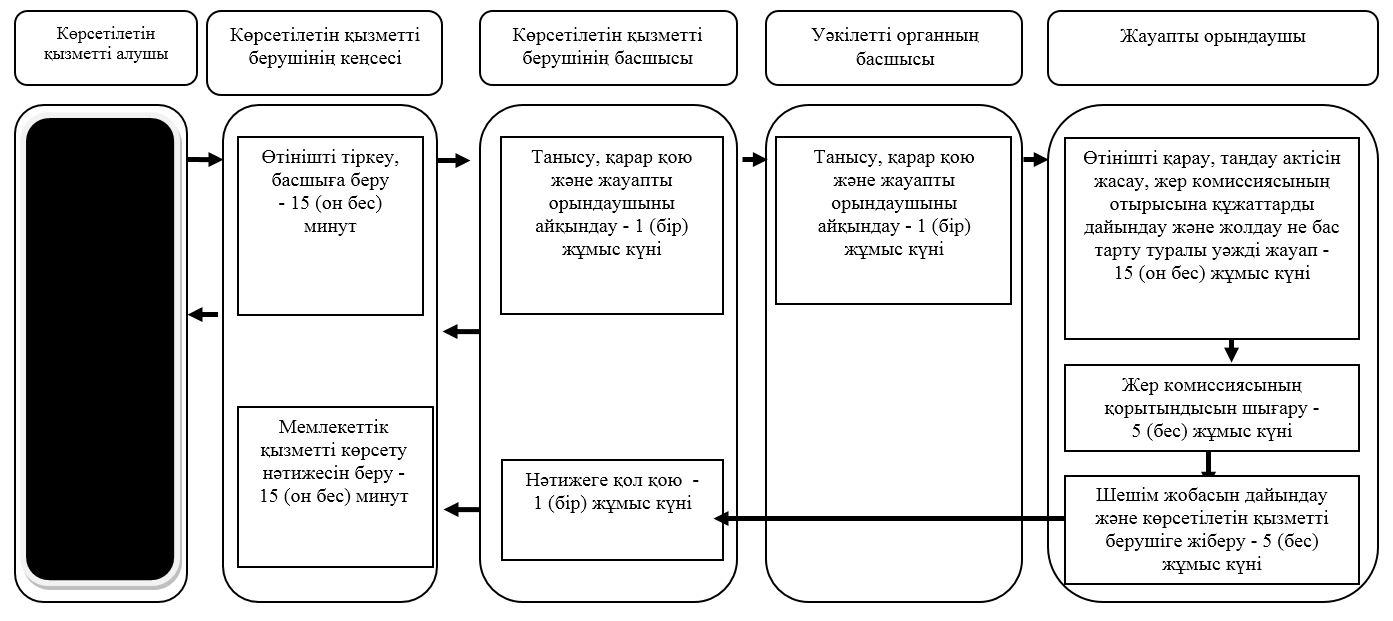 Көрсетілетін
қызметті алушы
Көрсетілетін қызметті
берушінің кеңсесі
Көрсетілетін қызметті
берушінің басшысы
Уәкілетті органның
басшысы
Жауапты орындаушы
Өтінішті тіркеу,
басшыға беру
- 15 (он бес)
минут
Танысу, қарар қою
және жауапты
орындаушыны
айқындау - 1 (бір)
жұмыс күні
Танысу, қарар қою
және жауапты
орындаушыны
айқындау - 1 (бір)
жұмыс күні
Өтінішті қарау, тандау актісін
жасау, жер комиссиясының
отырысына құжаттарды
дайындау және жолдау не бас
тарту туралы уәжді жауап -
15 (он бес) жұмыс күні
Жер комиссиясының
қорытындысын шығару -
5 (бес) жұмыс күні
Шешім жобасын дайындау
және көрсетілетін қызметті
берушіге жіберу - 5 (бес)
жұмыс күні
Нәтижеге қол қою -
1 (бір) жұмыс күні
Мемлекеттік
қызметті көрсету
нәтижесін беру -
15 (он бес) минут